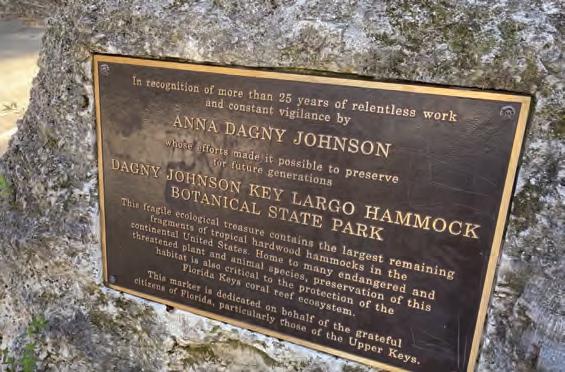 In recognition of more than 25 years of relentless work
and constant vigilance by
ANNA DAGNY JOHNSON
whose efforts made it possible to preserve
for future generations
DAGNY JOHNSON KEY LARGO HAMMOCK
BOTANICAL STATE PARK
This fragile ecological treasure contains the largest remaining
fragments of tropical hardwood hammocks in the
continental United States. Home to many endangered and
threatened plant and animal species, preservation of this
habitat is also critical to the protection of the
Florida Keys coral reef ecosystem.
This marker is dedicated on behalf of the grateful
citizens of Florida, particularly those of the Upper Keys.